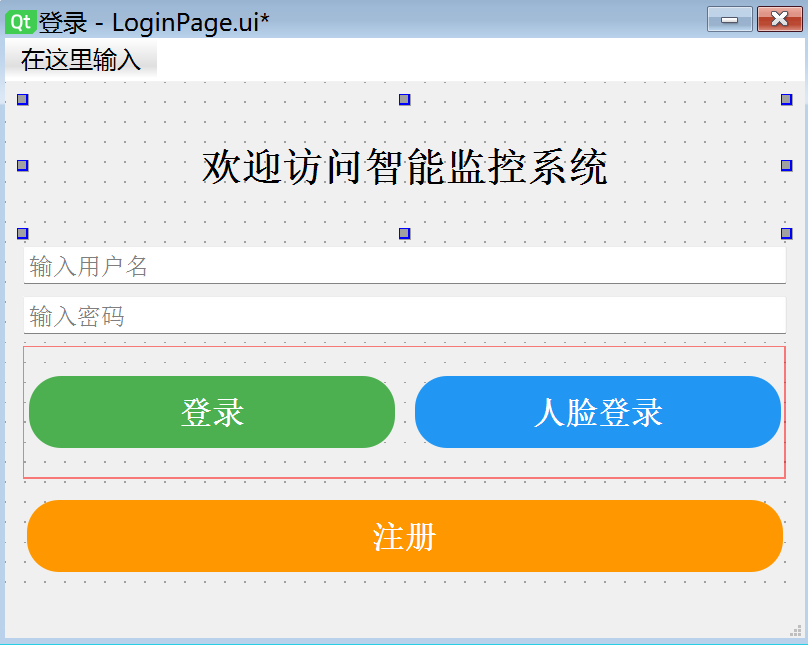 Qt 登录 - LoginPage.ui*
在这里输入
欢迎访问智能监控系统
输入用户名
输入密码
登录 人脸登录
注册